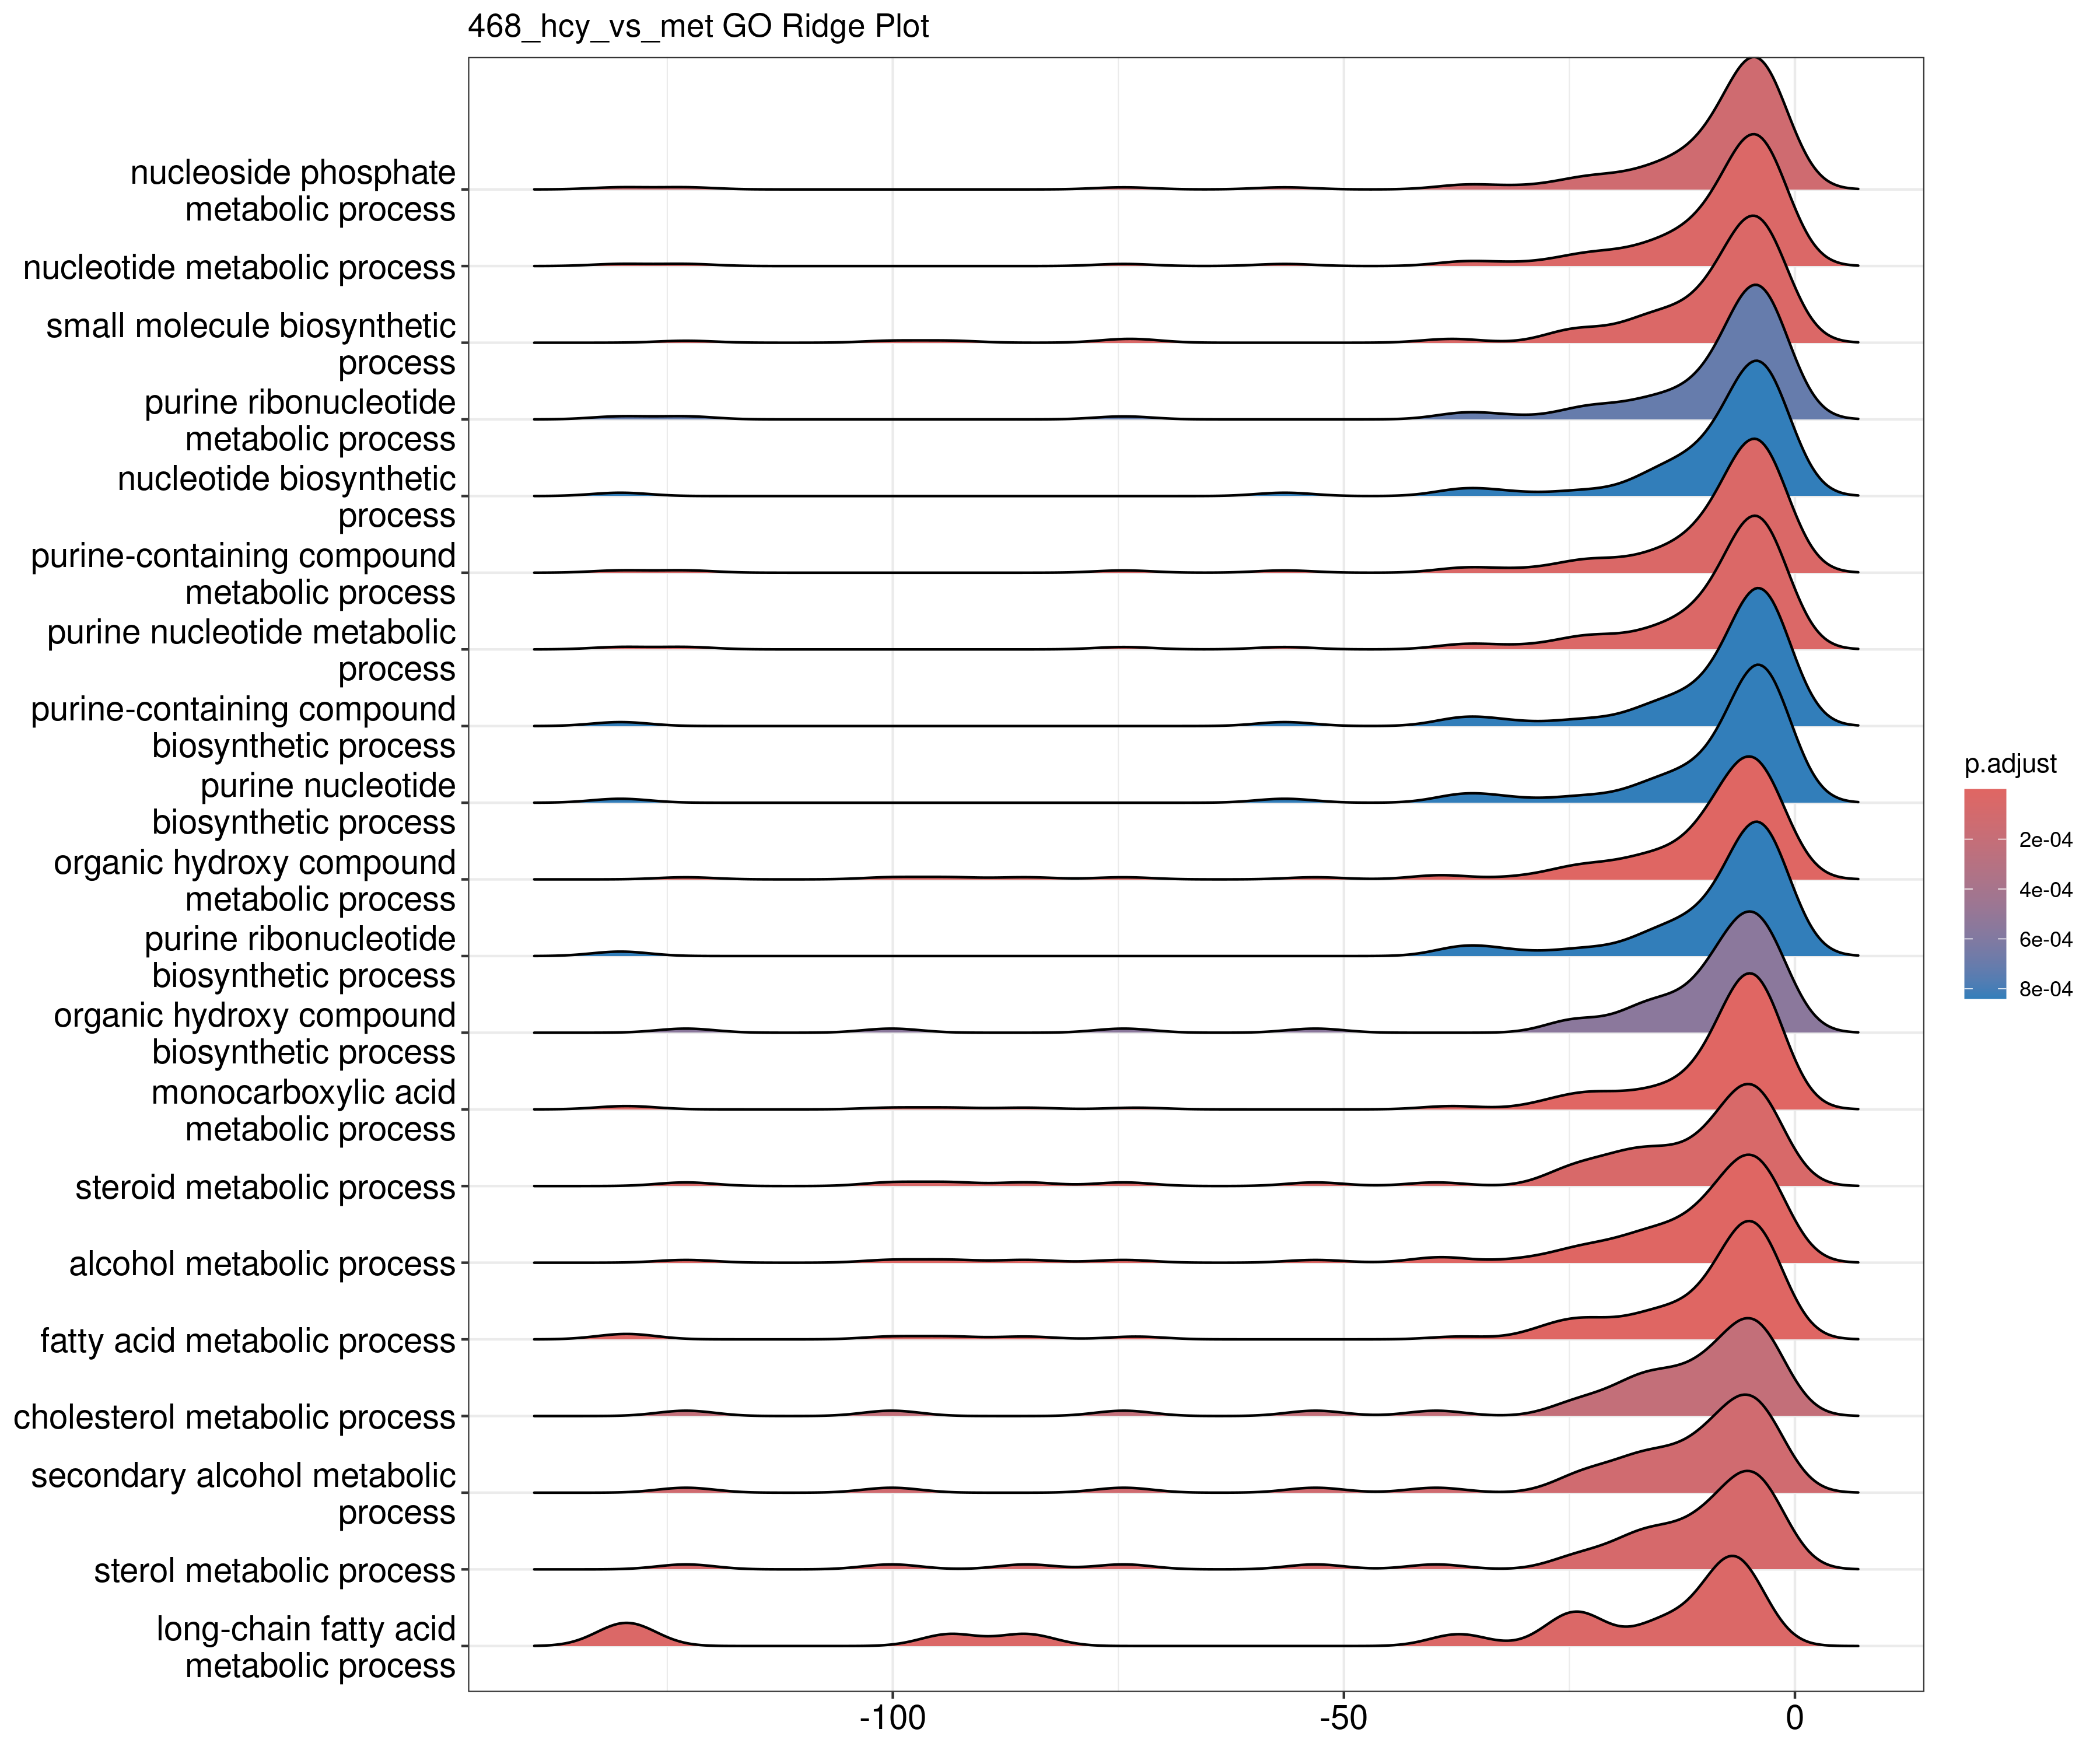 468_hcy_vs_met GO Ridge Plot
nucleoside phosphate
metabolic process
nucleotide metabolic process
small molecule biosynthetic
process
purine ribonucleotide
metabolic process
nucleotide biosynthetic
process
purine-containing compound
metabolic process
purine nucleotide metabolic
process
purine-containing compound
biosynthetic process
purine nucleotide
biosynthetic process
organic hydroxy compound
metabolic process
purine ribonucleotide
biosynthetic process
organic hydroxy compound
biosynthetic process
monocarboxylic acid
metabolic process
steroid metabolic process
alcohol metabolic process
fatty acid metabolic process
cholesterol metabolic process
secondary alcohol metabolic
process
sterol metabolic process
long-chain fatty acid
metabolic process
-100
-50
0
p.adjust
2e-04
4e-04
6e-04
8e-04